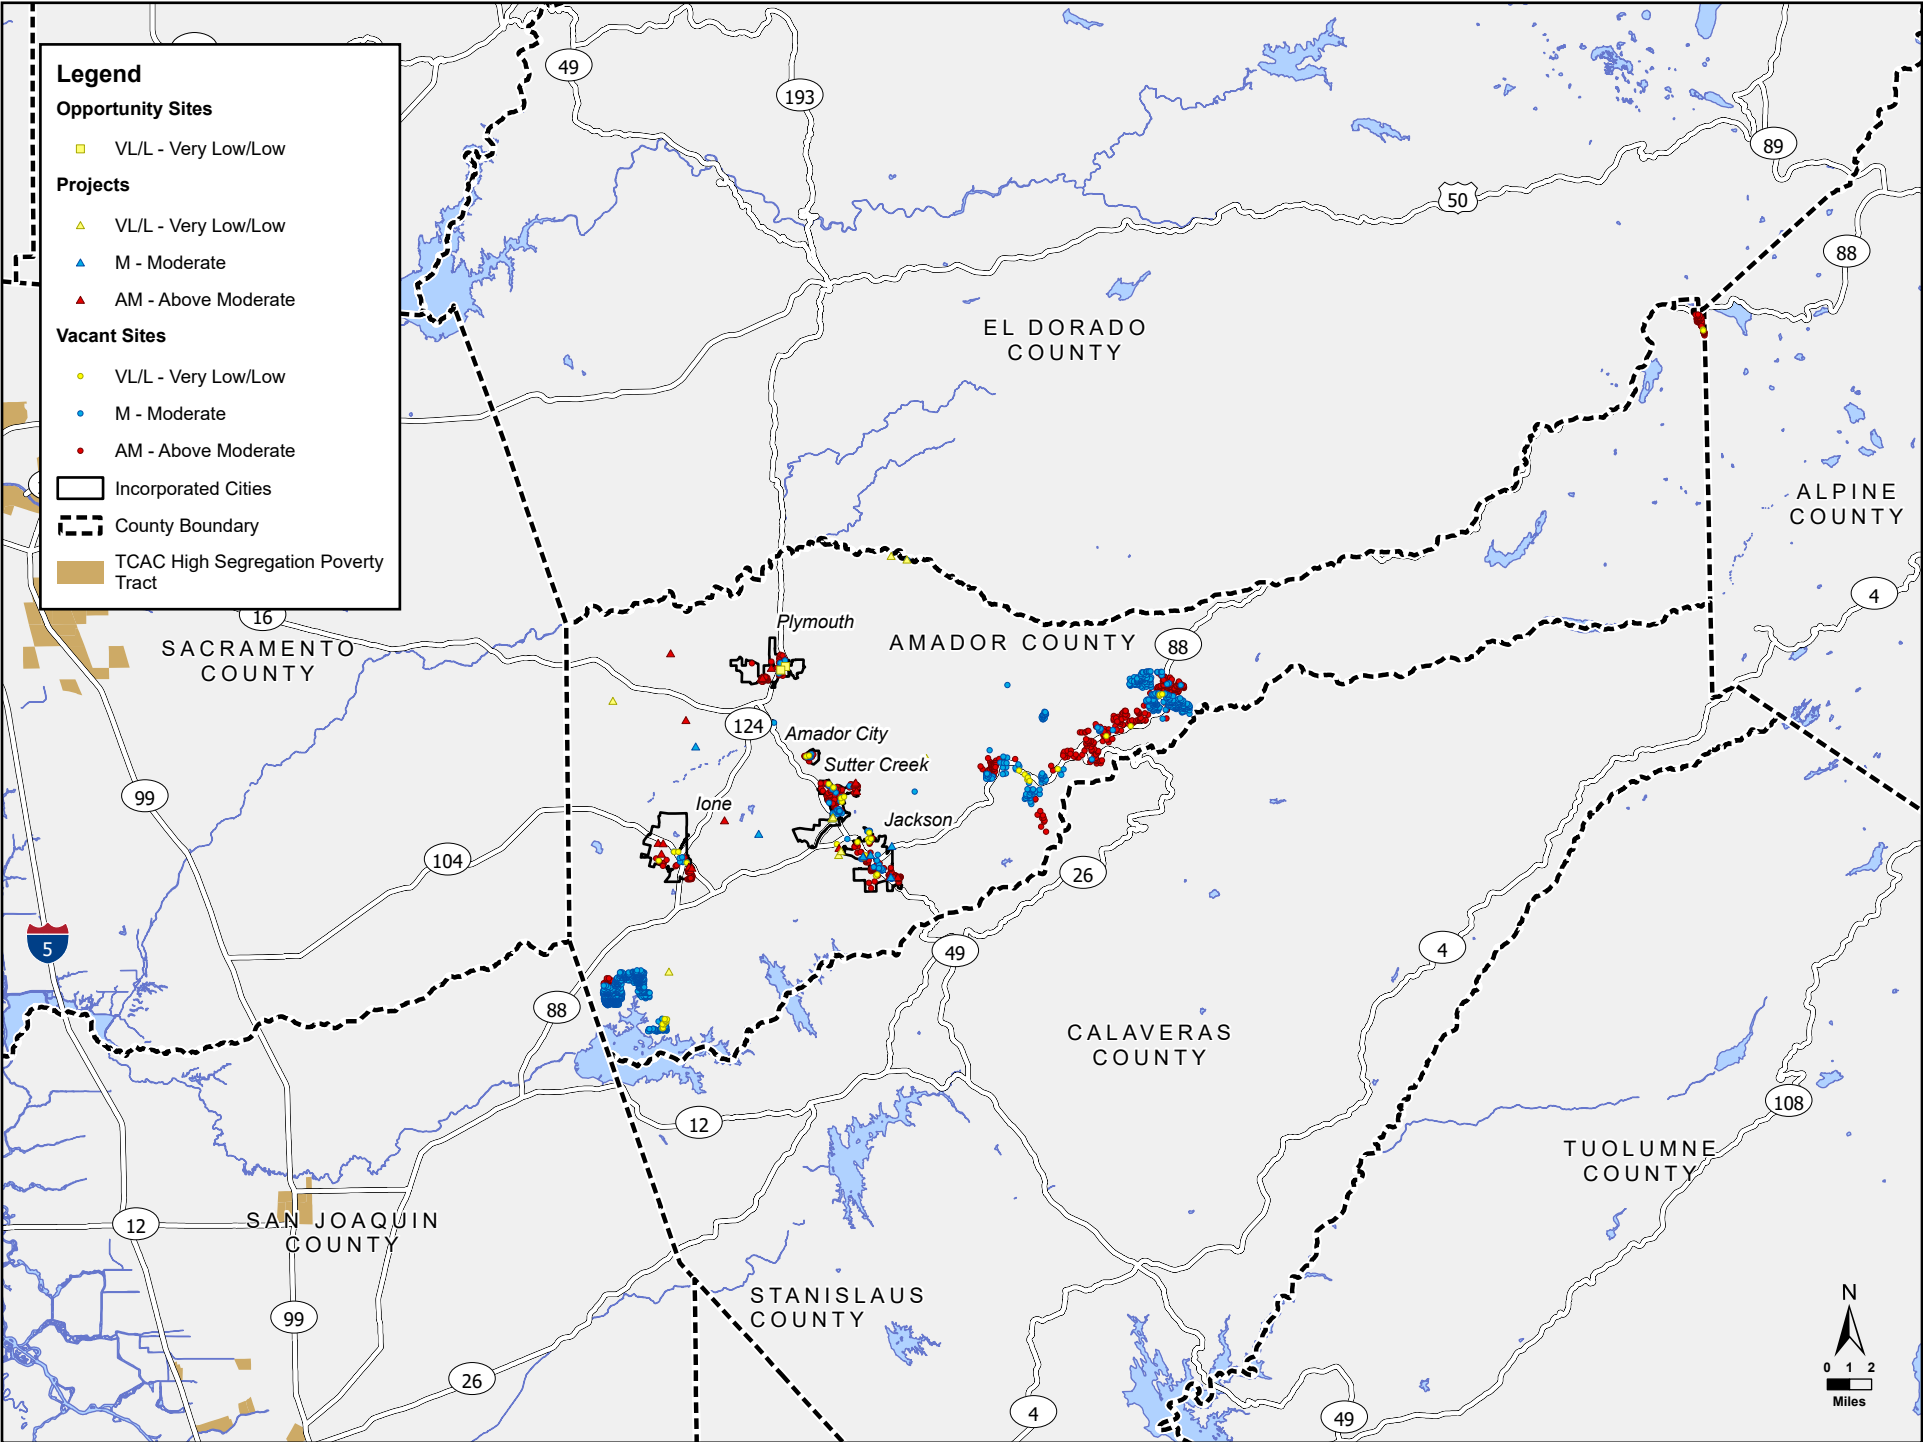 Legend
Opportunity Sites
VL/L - Very Low/Low
Projects
VL/L - Very Low/Low
M - Moderate
AM - Above Moderate
Vacant Sites
VL/L - Very Low/Low
M - Moderate
AM - Above Moderate
Incorporated Cities
County Boundary
TCAC High Segregation Poverty
Tract
49
193
89
50
88
EL DORADO
COUNTY
ALPINE
COUNTY
4
16
SACRAMENTO
COUNTY
Plymouth
AMADOR COUNTY
88
124
Amador City
Sutter Creek
99
Ione
Jackson
104
26
5
49
4
88
CALAVERAS
COUNTY
12
108
TUOLUMNE
COUNTY
12
SAN JOAQUIN
COUNTY
STANISLAUS
COUNTY
99
26
4
49
N
0 1 2
Miles